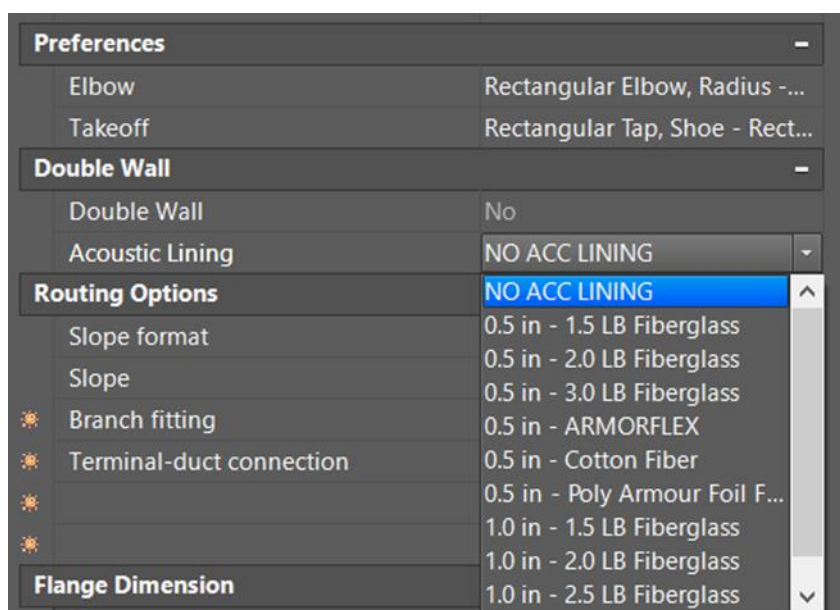 Preferences
Elbow Rectangular Elbow, Radius -...
Takeoff Rectangular Tap, Shoe - Rect...
Double Wall
Double Wall No
Acoustic Lining NO ACC LINING
Routing Options NO ACC LINING
Slope format 0.5 in - 1.5 LB Fiberglass
0.5 in - 2.0 LB Fiberglass
Slope 0.5 in - 3.0 LB Fiberglass
Branch fitting 0.5 in - ARMORFLEX
Terminal-duct connection 0.5 in - Cotton Fiber
0.5 in - Poly Armour Foil F...
1.0 in - 1.5 LB Fiberglass
1.0 in - 2.0 LB Fiberglass
Flange Dimension 1.0 in - 2.5 LB Fiberglass